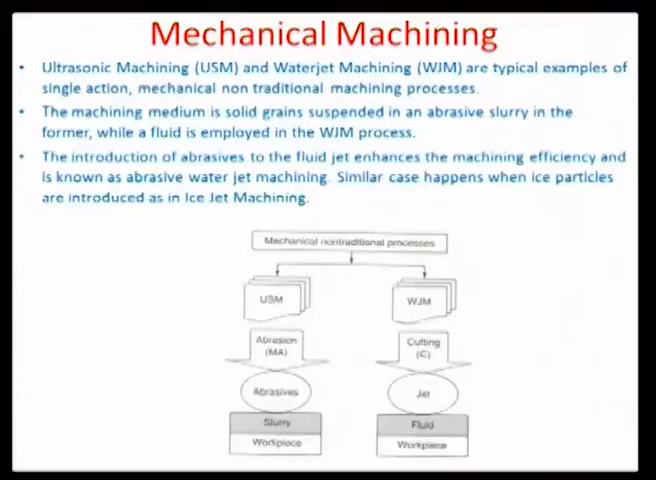 Mechanical Machining
• Ultrasonic Machining (USM) and Waterjet Machining (WJM) are typical examples of
single action, mechanical non traditional machining processes.
• The machining medium is solid grains suspended in an abrasive slurry in the
former, while a fluid is employed in the WJM process.
• The introduction of abrasives to the fluid jet enhances the machining efficiency and
is known as abrasive water jet machining. Similar case happens when ice particles
are introduced as in Ice Jet Machining.
Mechanical nontraditional processes
USM
WJM
Abrasion
(MA)
Cutting
(C)
Abrasives
Jet
Slurry
Fluid
Workpiece
Workpiece